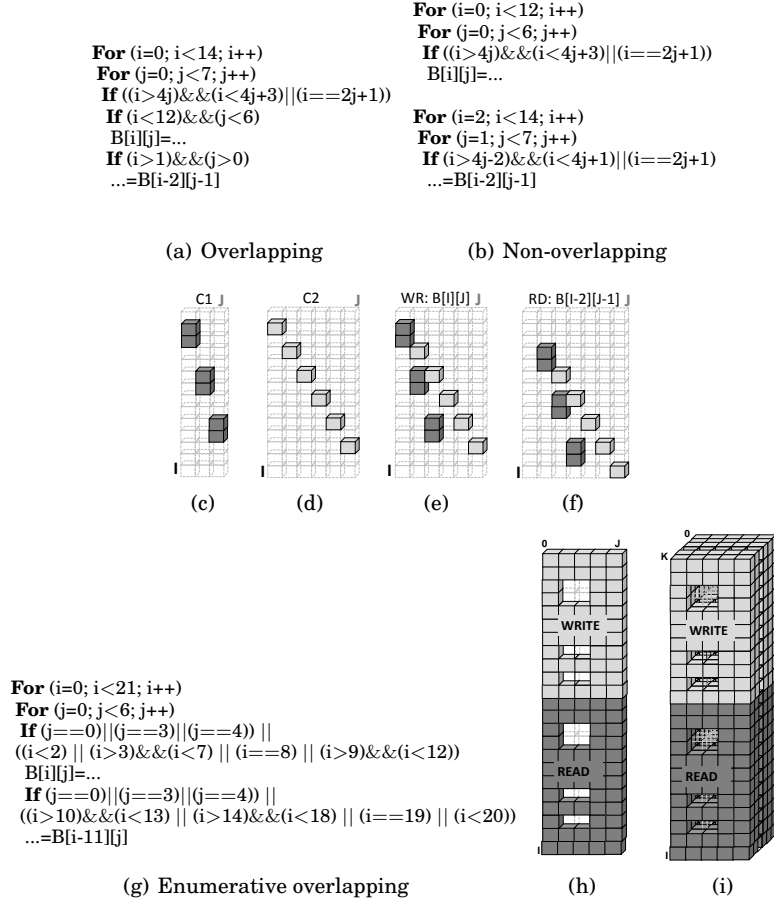 For (i=0; i<14; i++)
For (j=0; j<7; j++)
If ((i>4j)&&(i<4j+3)||(i==2j+1))
If (i<12)&&(j<6)
B[i][j]=...
If (i>1)&&(j>0)
...=B[i-2][j-1]
(a) Overlapping
For (i=0; i<12; i++)
For (j=0; j<6; j++)
If ((i>4j)&&(i<4j+3)||(i==2j+1))
B[i][j]=...
For (i=2; i<14; i++)
For (j=1; j<7; j++)
If (i>4j-2)&&(i<4j+1)||(i==2j+1)
...=B[i-2][j-1]
(b) Non-overlapping
C1 J
C2 J
WR: B[I][J] J
RD: B[I-2][J-1] J
I I I I
(c) (d) (e) (f)
For (i=0; i<21; i++)
For (j=0; j<6; j++)
If (j==0)||(j==3)||(j==4)) ||
((i<2) || (i>3)&&(i<7) || (i==8) || (i>9)&&(i<12))
B[i][j]=...
If (j==0)||(j==3)||(j==4)) ||
((i>10)&&(i<13) || (i>14)&&(i<18) || (i==19) || (i<20))
...=B[i-11][j]
(g) Enumerative overlapping
0 J
WRITE
READ
I
(h)
0
K
WRITE
READ
I
(i)